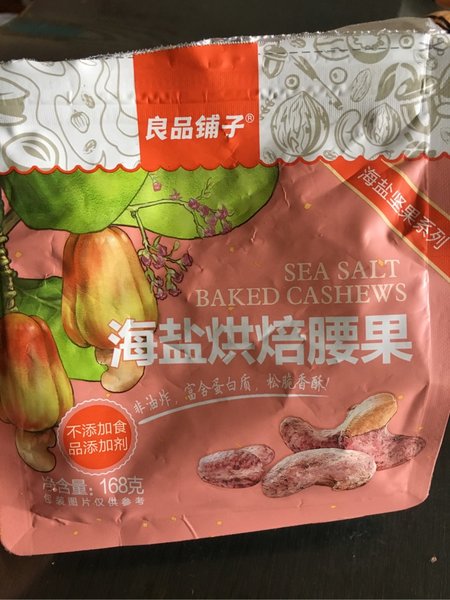 良品铺子®
海盐坚果系列
SEA SALT
BAKED CASHEWS
海盐烘焙腰果
非油炸，富含蛋白质，松脆香酥！
不添加食
品添加剂
净含量：168克
包装图片仅供参考